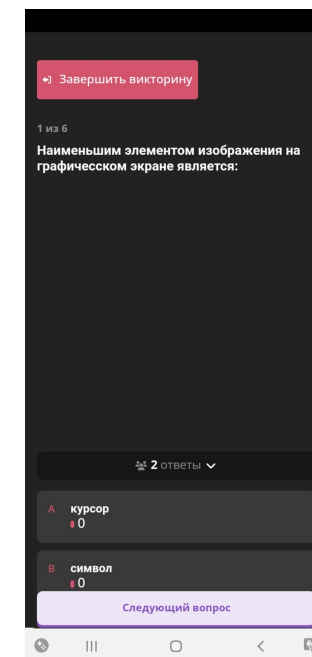 Завершить викторину
1 из 6
Наименьшим элементом изображения на
графичесском экране является:
2 ответы
A курсор
0
B символ
0
Следующий вопрос